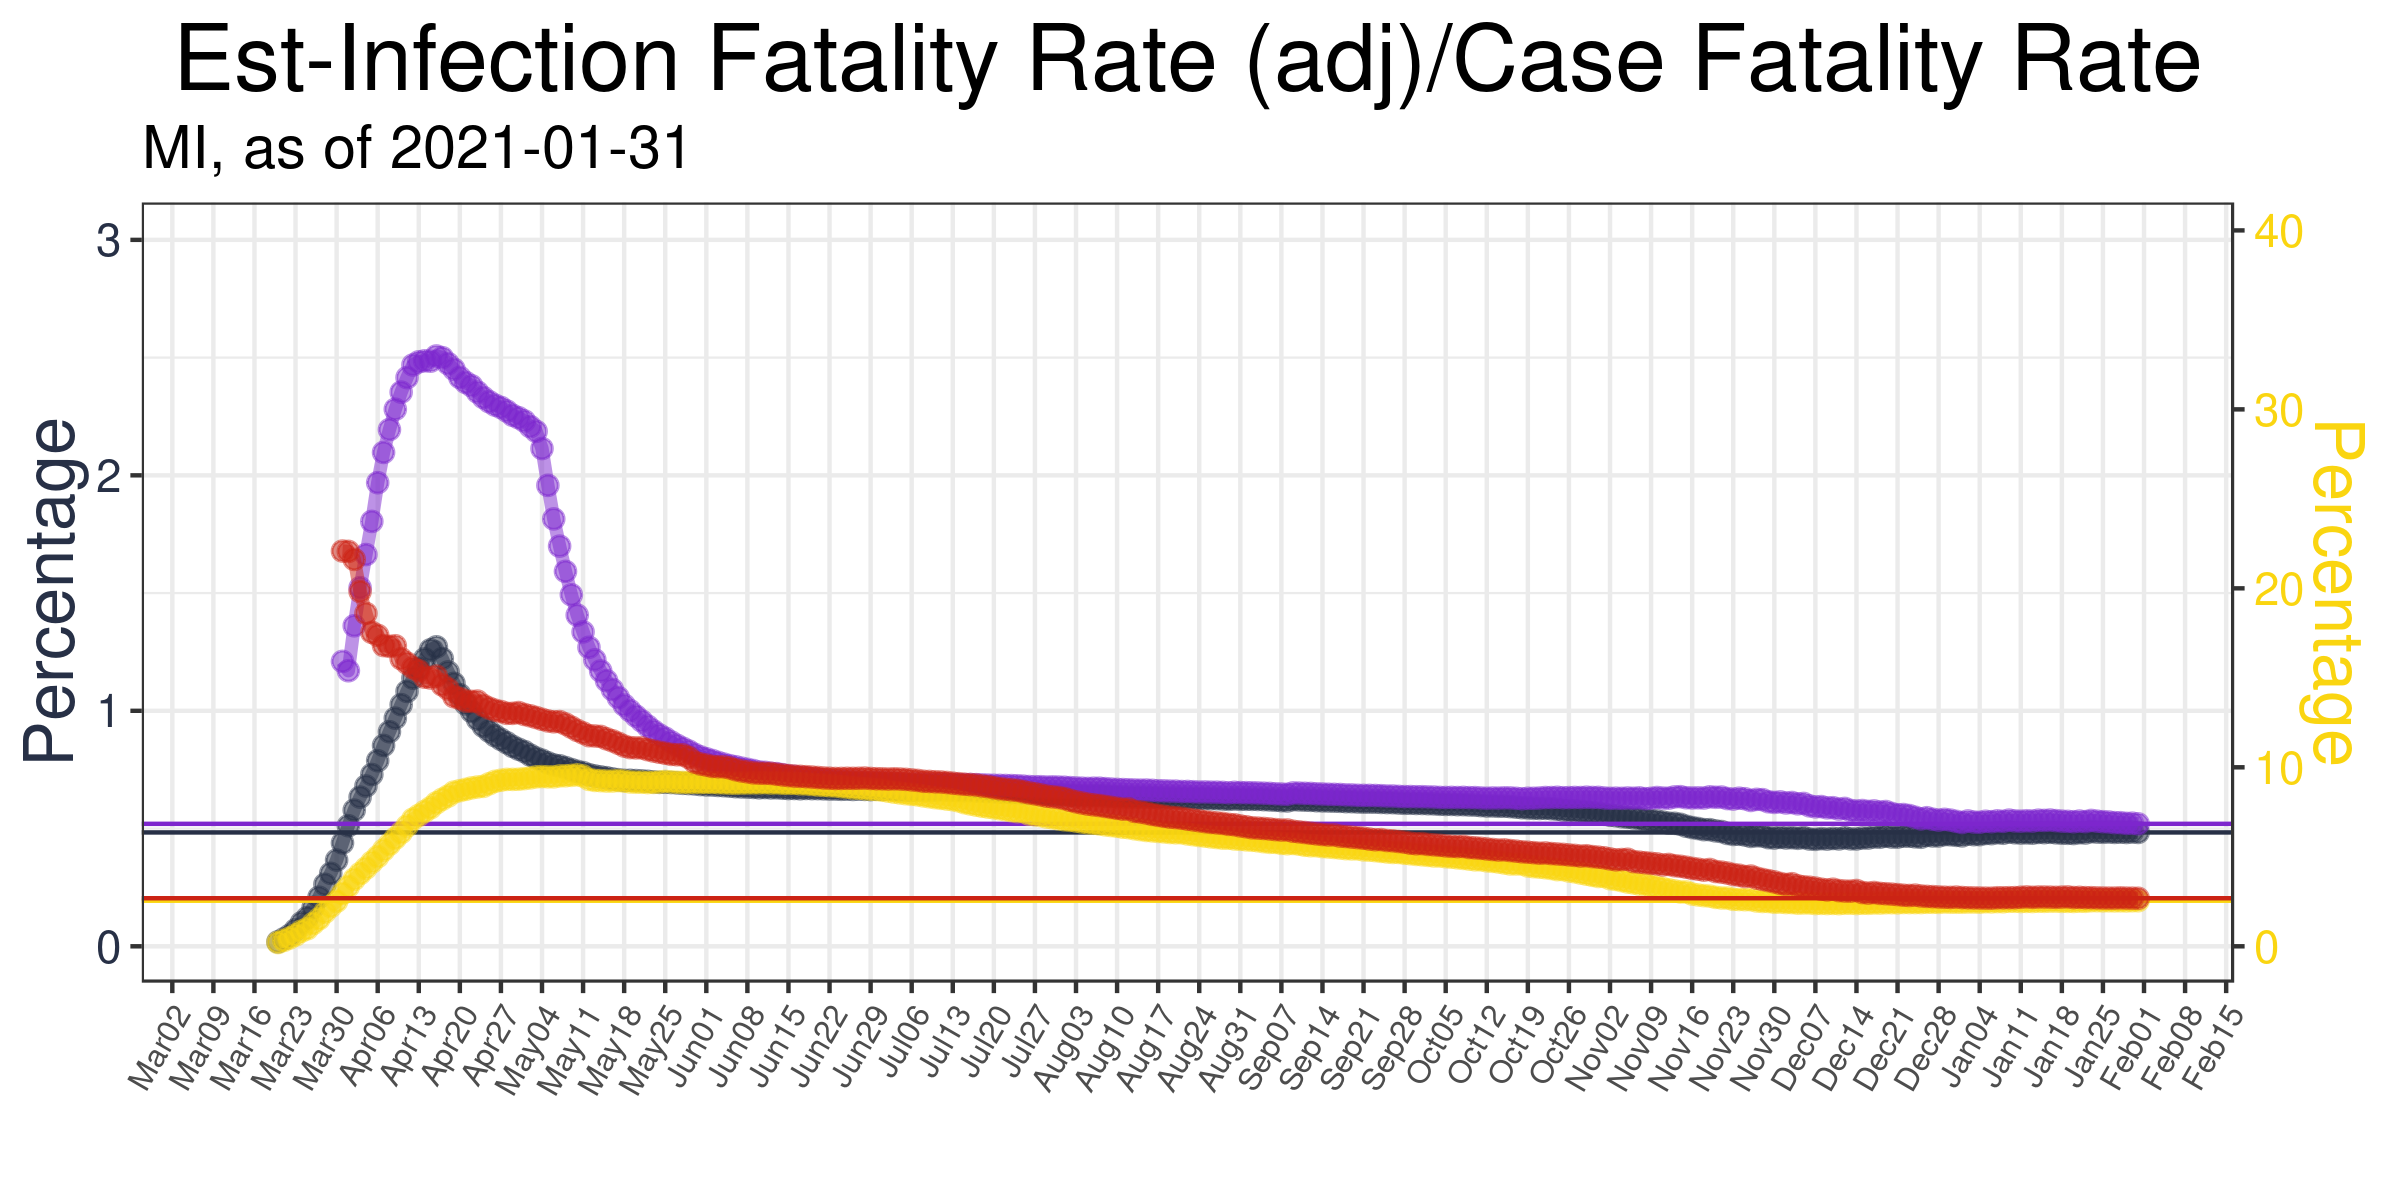 Est-Infection Fatality Rate (adj)/Case Fatality Rate
MI, as of 2021-01-31
Percentage
3
2
1
0
40
30
20
10
0
Percentage
Mar02
Mar09
Mar16
Mar23
Mar30
Apr06
Apr13
Apr20
Apr27
May04
May11
May18
May25
Jun01
Jun08
Jun15
Jun22
Jun29
Jul06
Jul13
Jul20
Jul27
Aug03
Aug10
Aug17
Aug24
Aug31
Sep07
Sep14
Sep21
Sep28
Oct05
Oct12
Oct19
Oct26
Nov02
Nov09
Nov16
Nov23
Nov30
Dec07
Dec14
Dec21
Dec28
Jan04
Jan11
Jan18
Jan25
Feb01
Feb08
Feb15